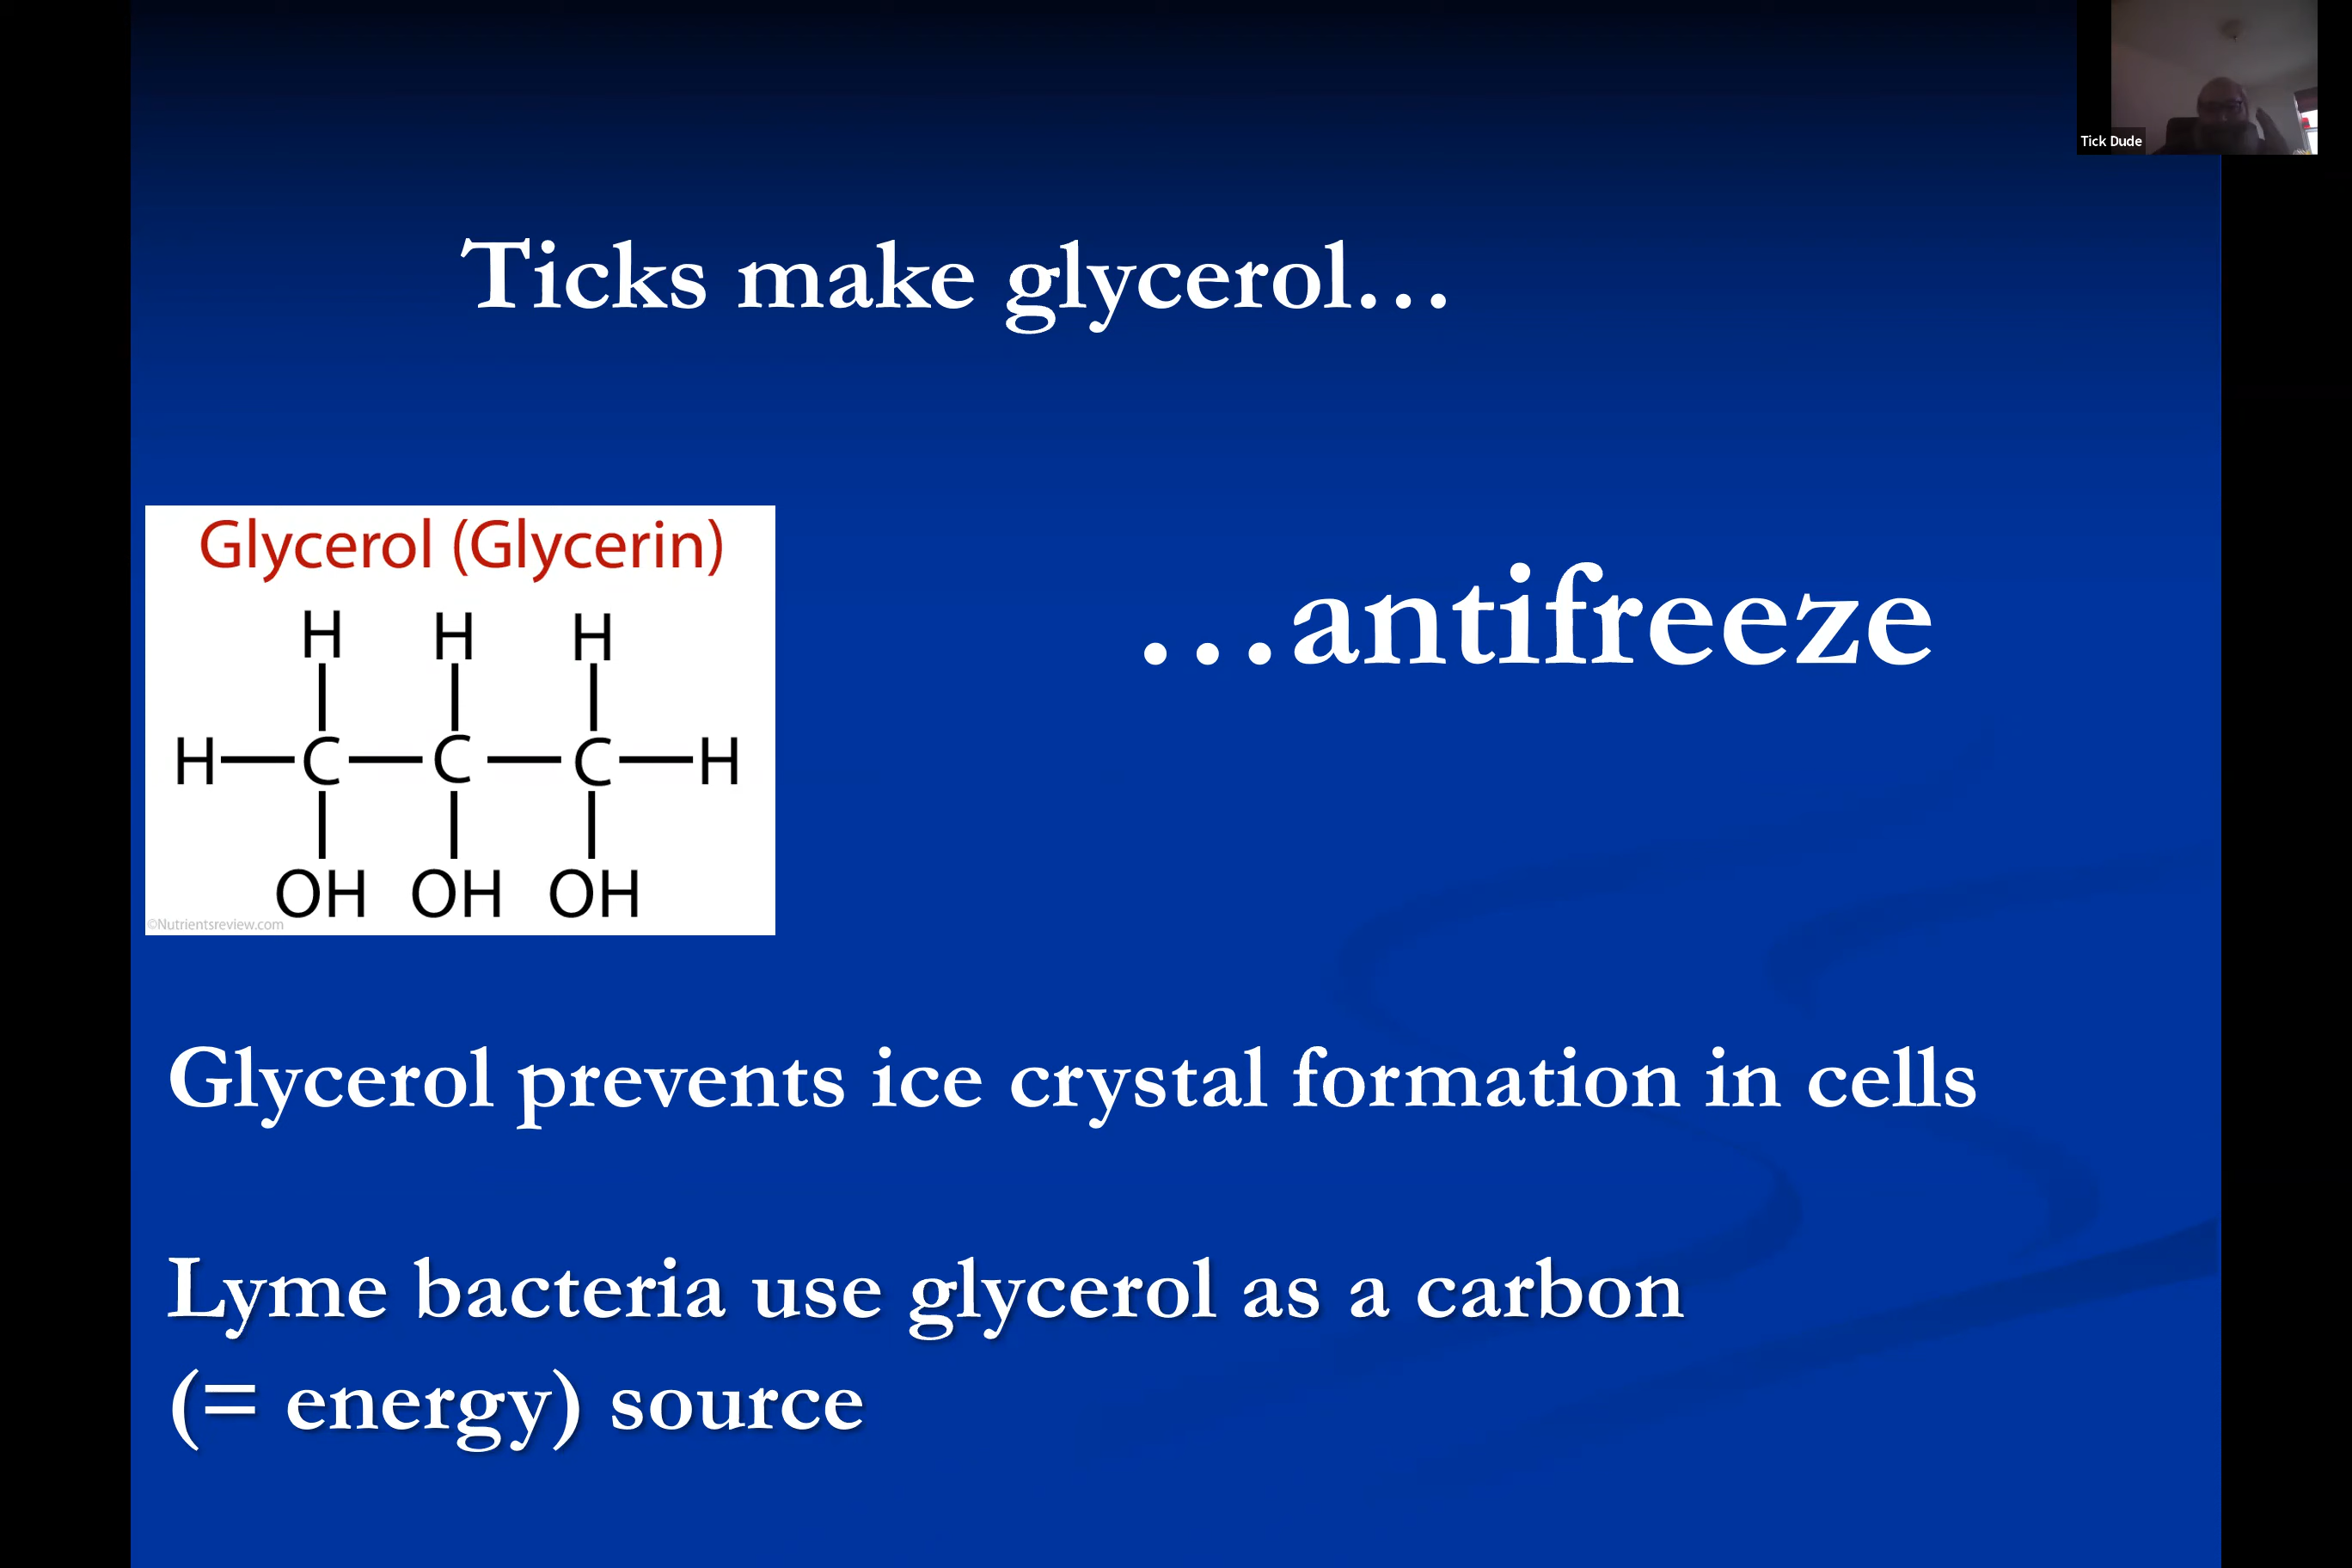 Tick Dude
Ticks make glycerol…
Glycerol (Glycerin)
H H H
H C C C H
OH OH OH
©Nutrientsreview.com
…antifreeze
Glycerol prevents ice crystal formation in cells
Lyme bacteria use glycerol as a carbon
(= energy) source